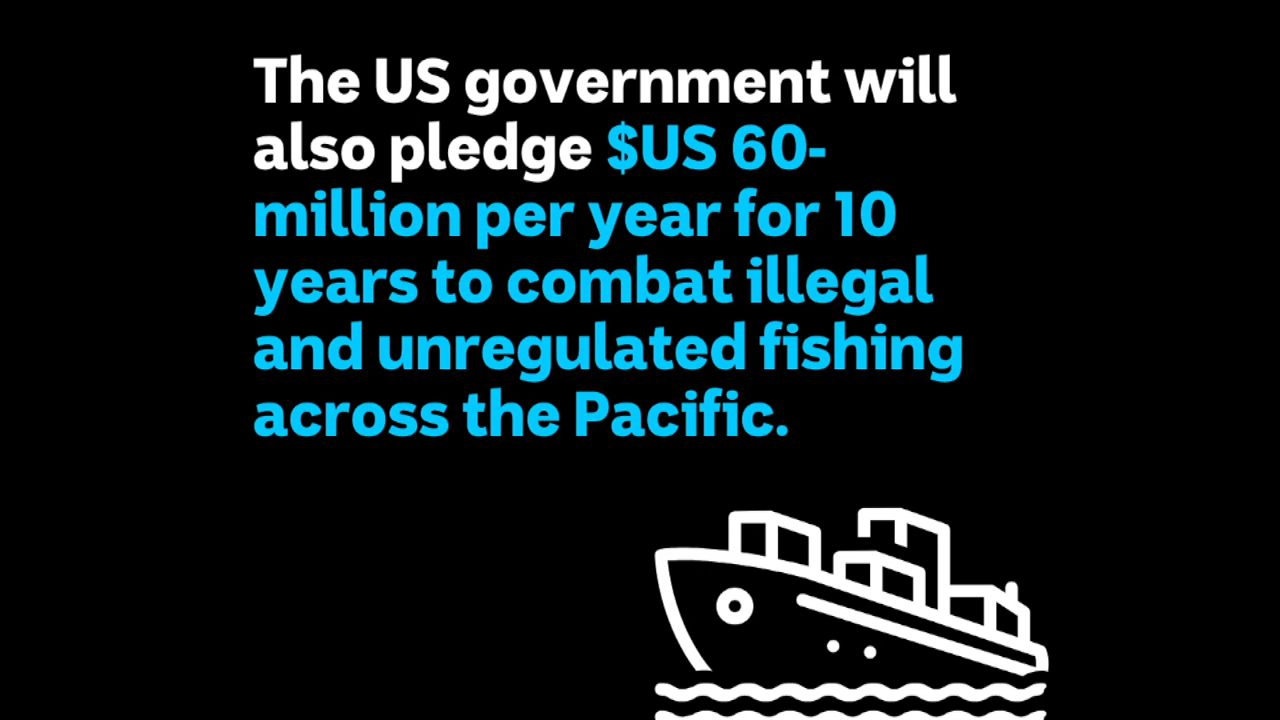 The US government will
also pledge $US 60-
million per year for 10
years to combat illegal
and unregulated fishing
across the Pacific.